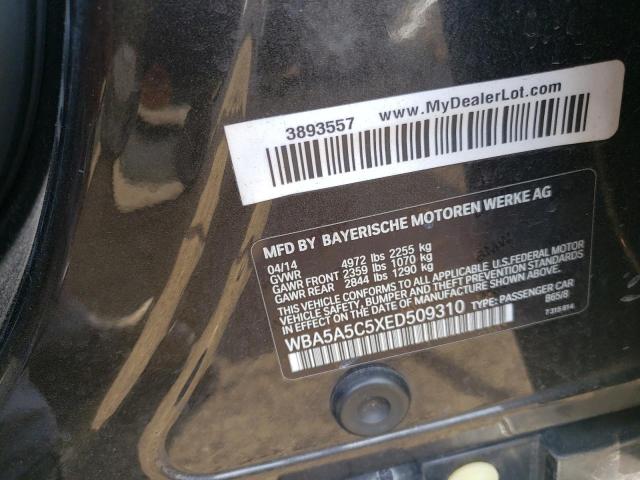 3893557 www.MyDealerLot.com
MFD BY BAYERISCHE MOTOREN WERKE AG
04/14
GVWR 4972 lbs 2255 kg
GAWR FRONT 2359 lbs 1070 kg
GAWR REAR 2844 lbs 1290 kg
THIS VEHICLE CONFORMS TO ALL APPLICABLE U.S.FEDERAL MOTOR
VEHICLE SAFETY, BUMPER AND THEFT PREVENTION STANDARDS
IN EFFECT ON THE DATE OF MANUFACTURE SHOWN ABOVE.
WBA5A5C5XED509310 TYPE: PASSENGER CAR
B65/8
7 315 814